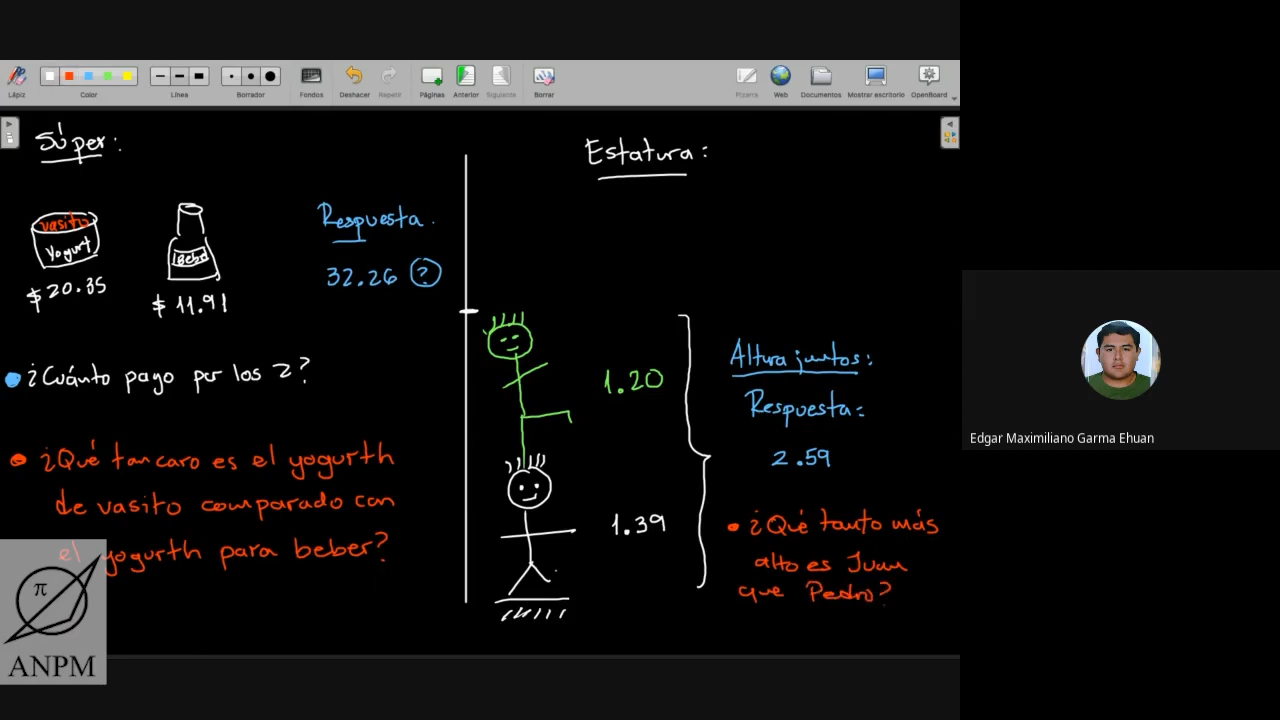 Lápiz
Color
Línea
Borrador
Fondos
Deshacer
Repetir
Páginas
Anterior
Siguiente
Borrar
Pizarra
Web
Documentos
Mostrar escritorio
OpenBoard
Súper:
vasito
Yogurt
$20.35
Bebe
$ 11.91
Respuesta.
32.26 ?
• ¿Cuánto pago por los 2?
• ¿Qué tan caro es el yogurth
de vasito comparado con
el yogurth para beber?
Estatura:
1.20
1.39
Altura juntos:
Respuesta:
2.59
• ¿Qué tanto más
alto es Juan
que Pedro?
π
ANPM
Edgar Maximiliano Garma Ehuan